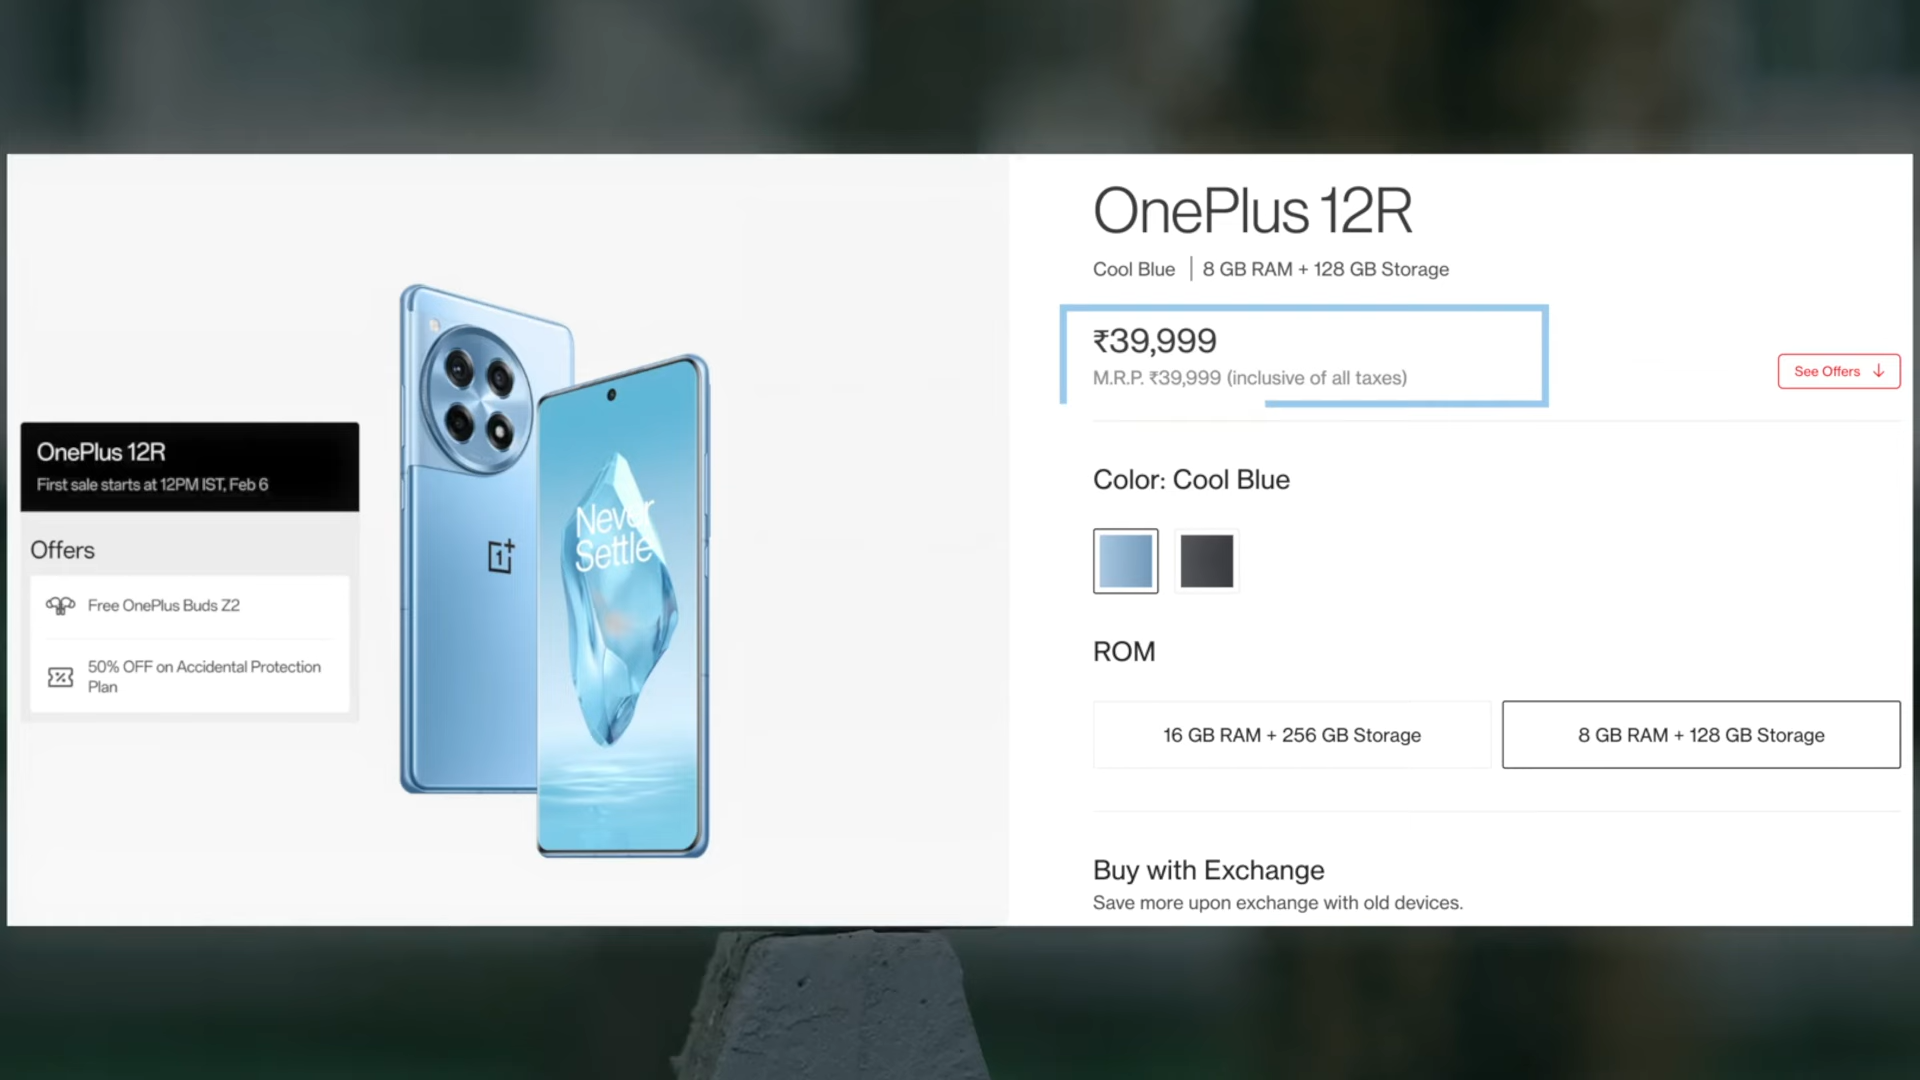 OnePlus 12R
Cool Blue | 8 GB RAM + 128 GB Storage
₹39,999
M.R.P. ₹39,999 (inclusive of all taxes)
See Offers ↓
Color: Cool Blue
ROM
16 GB RAM + 256 GB Storage
8 GB RAM + 128 GB Storage
Buy with Exchange
Save more upon exchange with old devices.
OnePlus 12R
First sale starts at 12PM IST, Feb 6
Offers
Free OnePlus Buds Z2
50% OFF on Accidental Protection
Plan
Never
Settle
1+